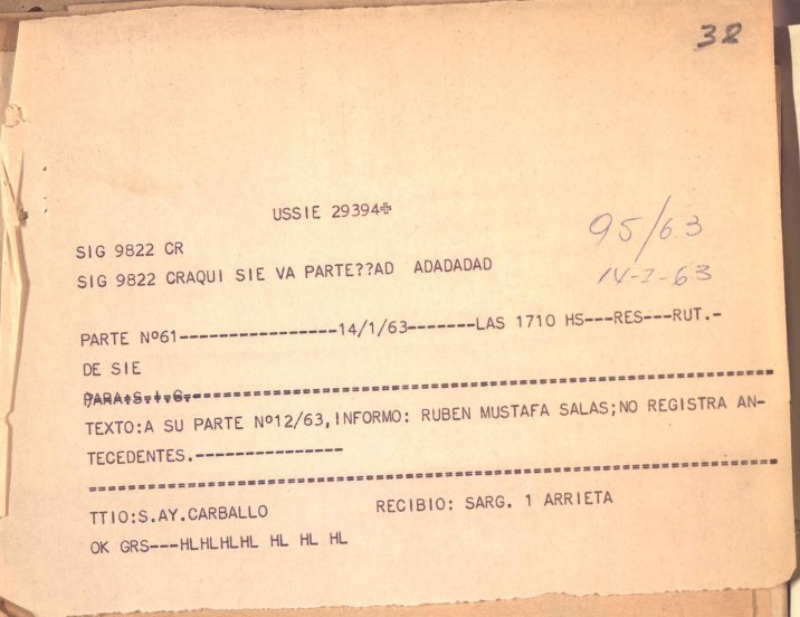 38
USSIE 29394✠
95/63
SIG 9822 CR
SIG 9822 CRAQUI SIE VA PARTE??AD ADADADAD
14-1-63
PARTE Nº61----------------14/1/63-------LAS 1710 HS---RES---RUT.-
DE SIE
PARA:S.I.G.-----------------------------------------------------------
TEXTO:A SU PARTE Nº12/63,INFORMO: RUBEN MUSTAFA SALAS;NO REGISTRA AN-
TECEDENTES.---------------
----------------------------------------------------------------------
TTIO:S.AY.CARBALLO RECIBIO: SARG. 1 ARRIETA
OK GRS---HLHLHLHL HL HL HL